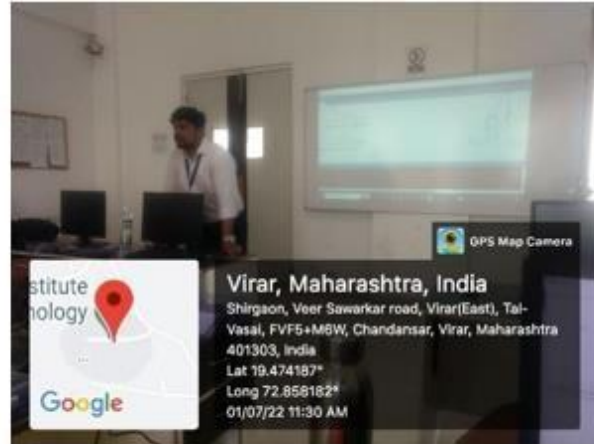 GPS Map Camera
stitute
nology
Google
Virar, Maharashtra, India
Shirgaon, Veer Sawarkar road, Virar(East), Tal-
Vasai, FVF5+M6W, Chandansar, Virar, Maharashtra
401303, India
Lat 19.474187°
Long 72.858182°
01/07/22 11:30 AM